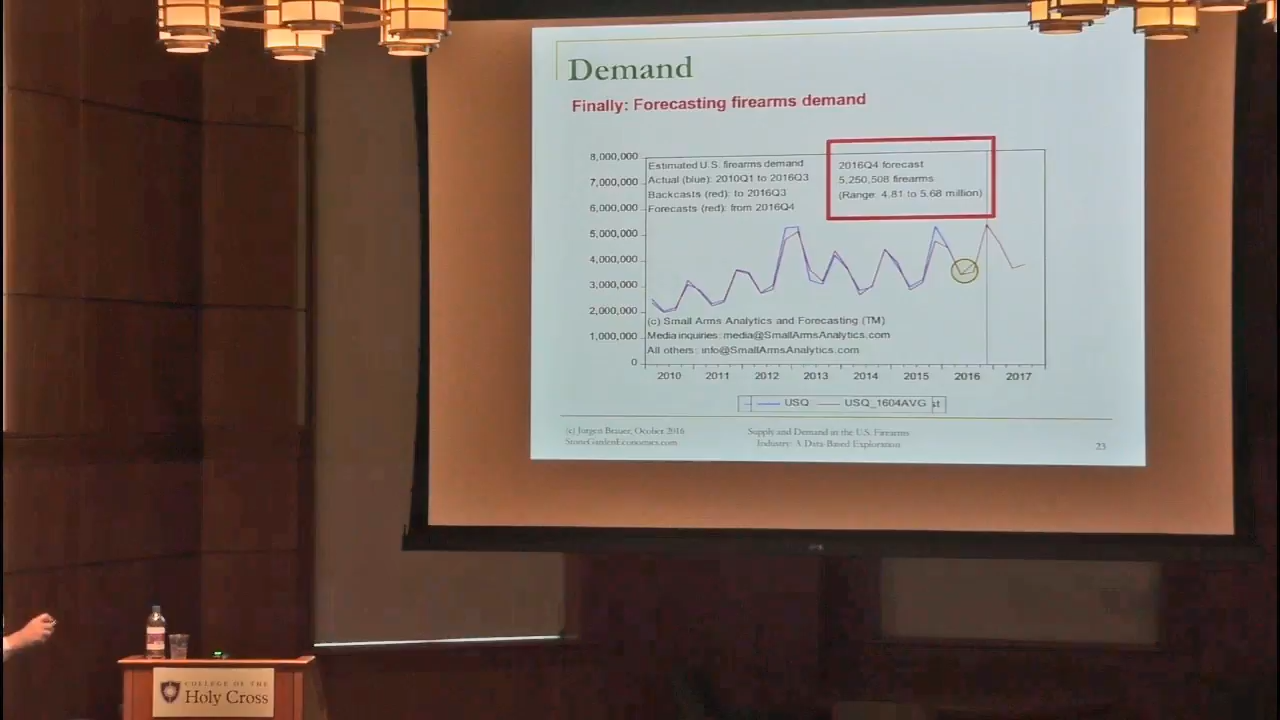 Demand
Finally: Forecasting firearms demand
8,000,000
7,000,000
6,000,000
5,000,000
4,000,000
3,000,000
2,000,000
1,000,000
0
Estimated U.S. firearms demand
Actual (blue): 2010Q1 to 2016Q3
Backcasts (red): to 2016Q3
Forecasts (red): from 2016Q4
2016Q4 forecast
5,250,508 firearms
(Range: 4.81 to 5.68 million)
(c) Small Arms Analytics and Forecasting (TM)
Media inquiries: media@SmallArmsAnalytics.com
All others: info@SmallArmsAnalytics.com
2010 2011 2012 2013 2014 2015 2016 2017
USQ USQ_1604AVG st
(c) Jurgen Brauer, Ocober 2016
StoneGardenEconomics.com
Supply and Demand in the U.S. Firearms
Industry: A Data-Based Exploration
23
COLLEGE OF THE
Holy Cross